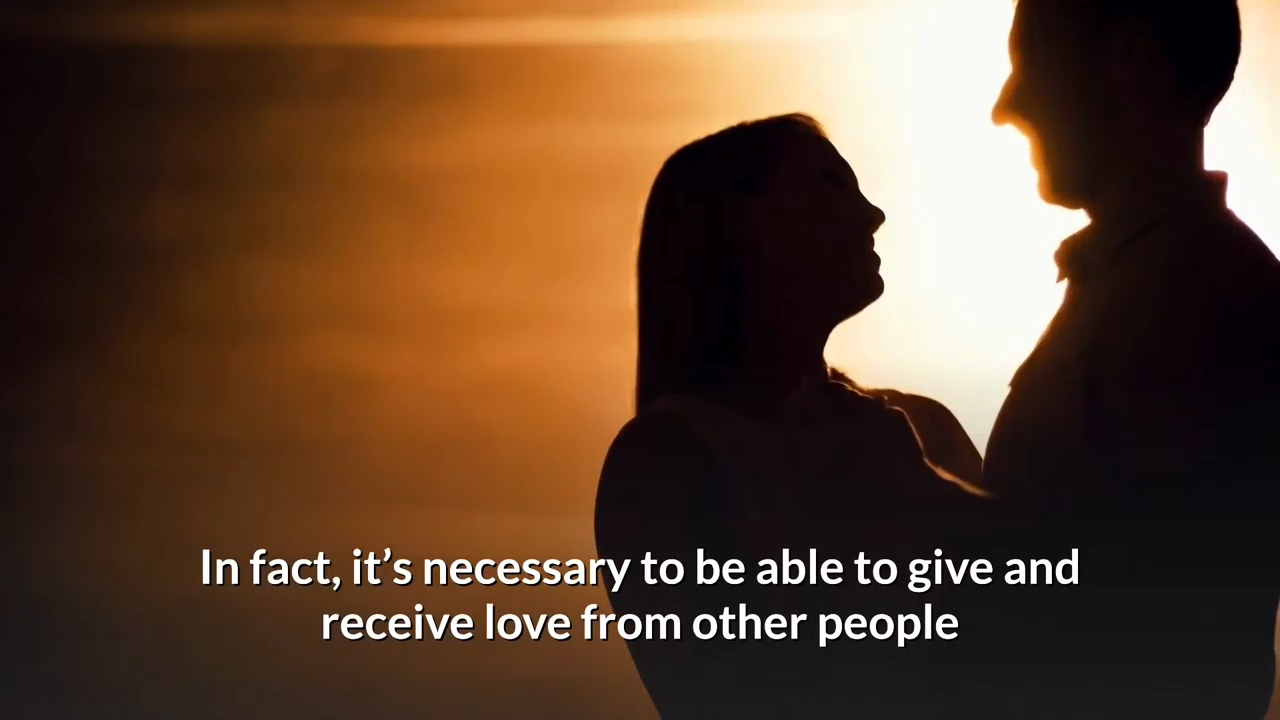 In fact, it’s necessary to be able to give and
receive love from other people